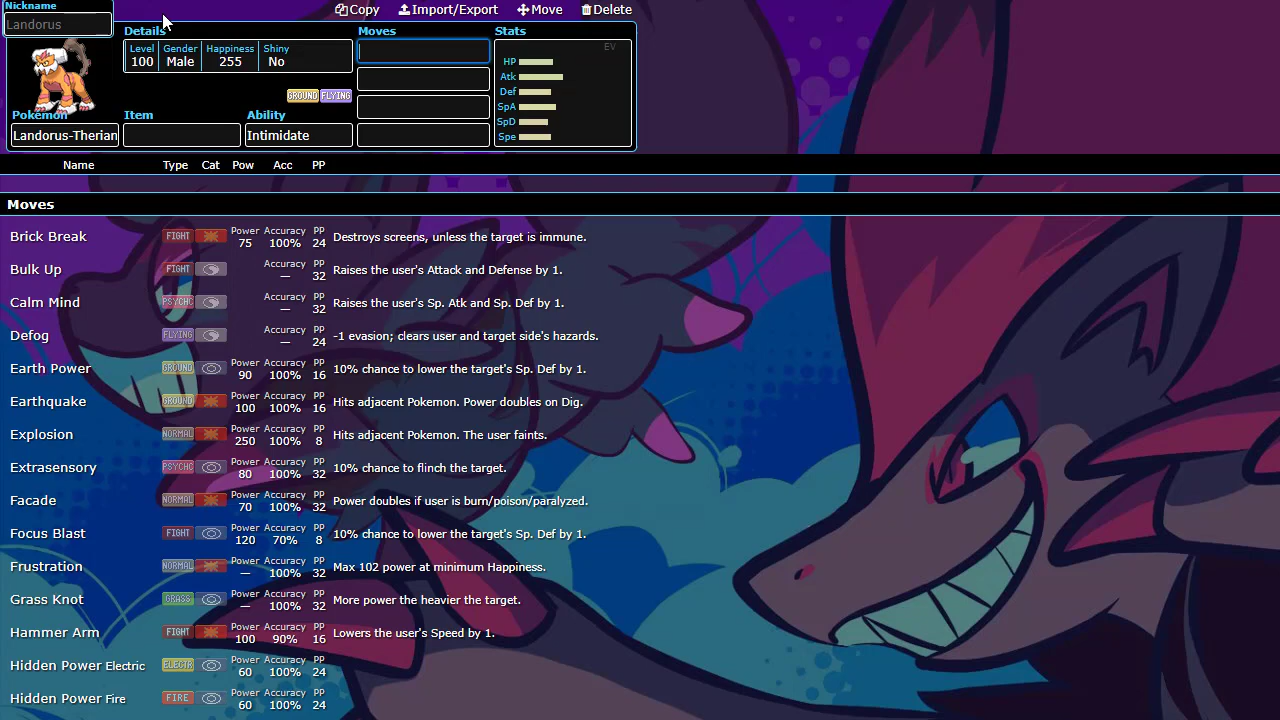 Nickname
Landorus
Copy Import/Export Move Delete
Details Moves Stats
Level Gender Happiness Shiny
100 Male 255 No
EV
HP
Atk
Def
SpA
SpD
Spe
GROUND FLYING
Pokemon Item Ability
Landorus-Therian Intimidate
Name Type Cat Pow Acc PP
Moves
Brick Break FIGHT Power 75 Accuracy 100% PP 24 Destroys screens, unless the target is immune.
Bulk Up FIGHT Accuracy — PP 32 Raises the user's Attack and Defense by 1.
Calm Mind PSYCHC Accuracy — PP 32 Raises the user's Sp. Atk and Sp. Def by 1.
Defog FLYING Accuracy — PP 24 -1 evasion; clears user and target side's hazards.
Earth Power GROUND Power 90 Accuracy 100% PP 16 10% chance to lower the target's Sp. Def by 1.
Earthquake GROUND Power 100 Accuracy 100% PP 16 Hits adjacent Pokemon. Power doubles on Dig.
Explosion NORMAL Power 250 Accuracy 100% PP 8 Hits adjacent Pokemon. The user faints.
Extrasensory PSYCHC Power 80 Accuracy 100% PP 32 10% chance to flinch the target.
Facade NORMAL Power 70 Accuracy 100% PP 32 Power doubles if user is burn/poison/paralyzed.
Focus Blast FIGHT Power 120 Accuracy 70% PP 8 10% chance to lower the target's Sp. Def by 1.
Frustration NORMAL Power — Accuracy 100% PP 32 Max 102 power at minimum Happiness.
Grass Knot GRASS Power — Accuracy 100% PP 32 More power the heavier the target.
Hammer Arm FIGHT Power 100 Accuracy 90% PP 16 Lowers the user's Speed by 1.
Hidden Power Electric ELECTR Power 60 Accuracy 100% PP 24
Hidden Power Fire FIRE Power 60 Accuracy 100% PP 24